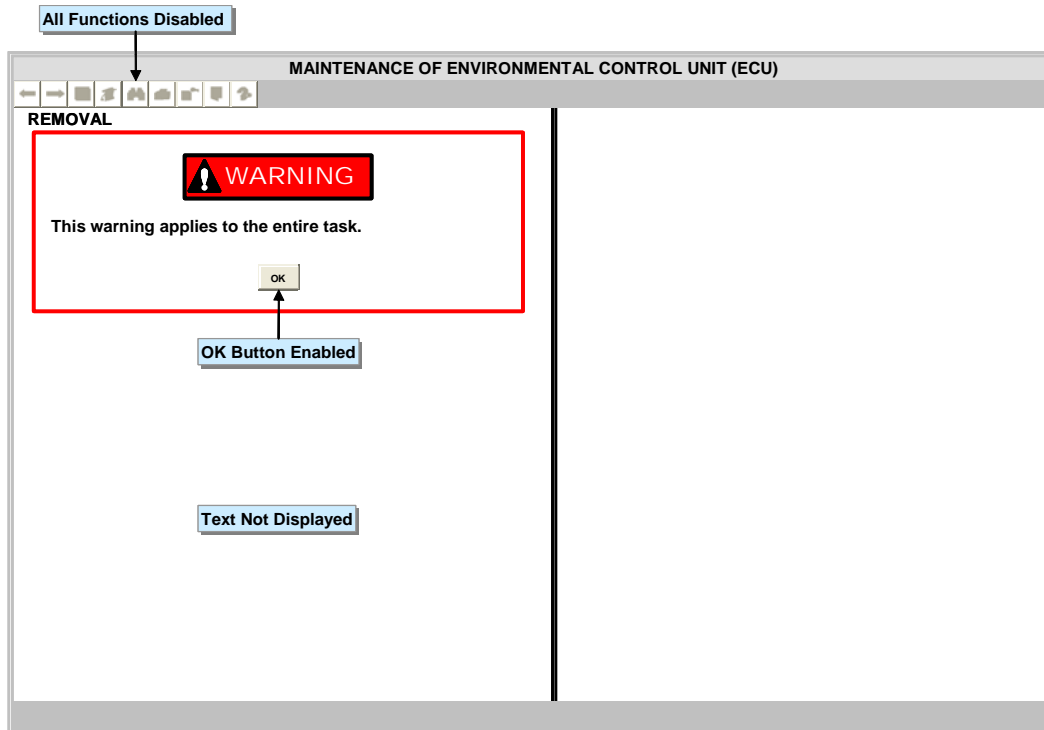 All Functions Disabled
MAINTENANCE OF ENVIRONMENTAL CONTROL UNIT (ECU)
REMOVAL
WARNING
This warning applies to the entire task.
OK
OK Button Enabled
Text Not Displayed